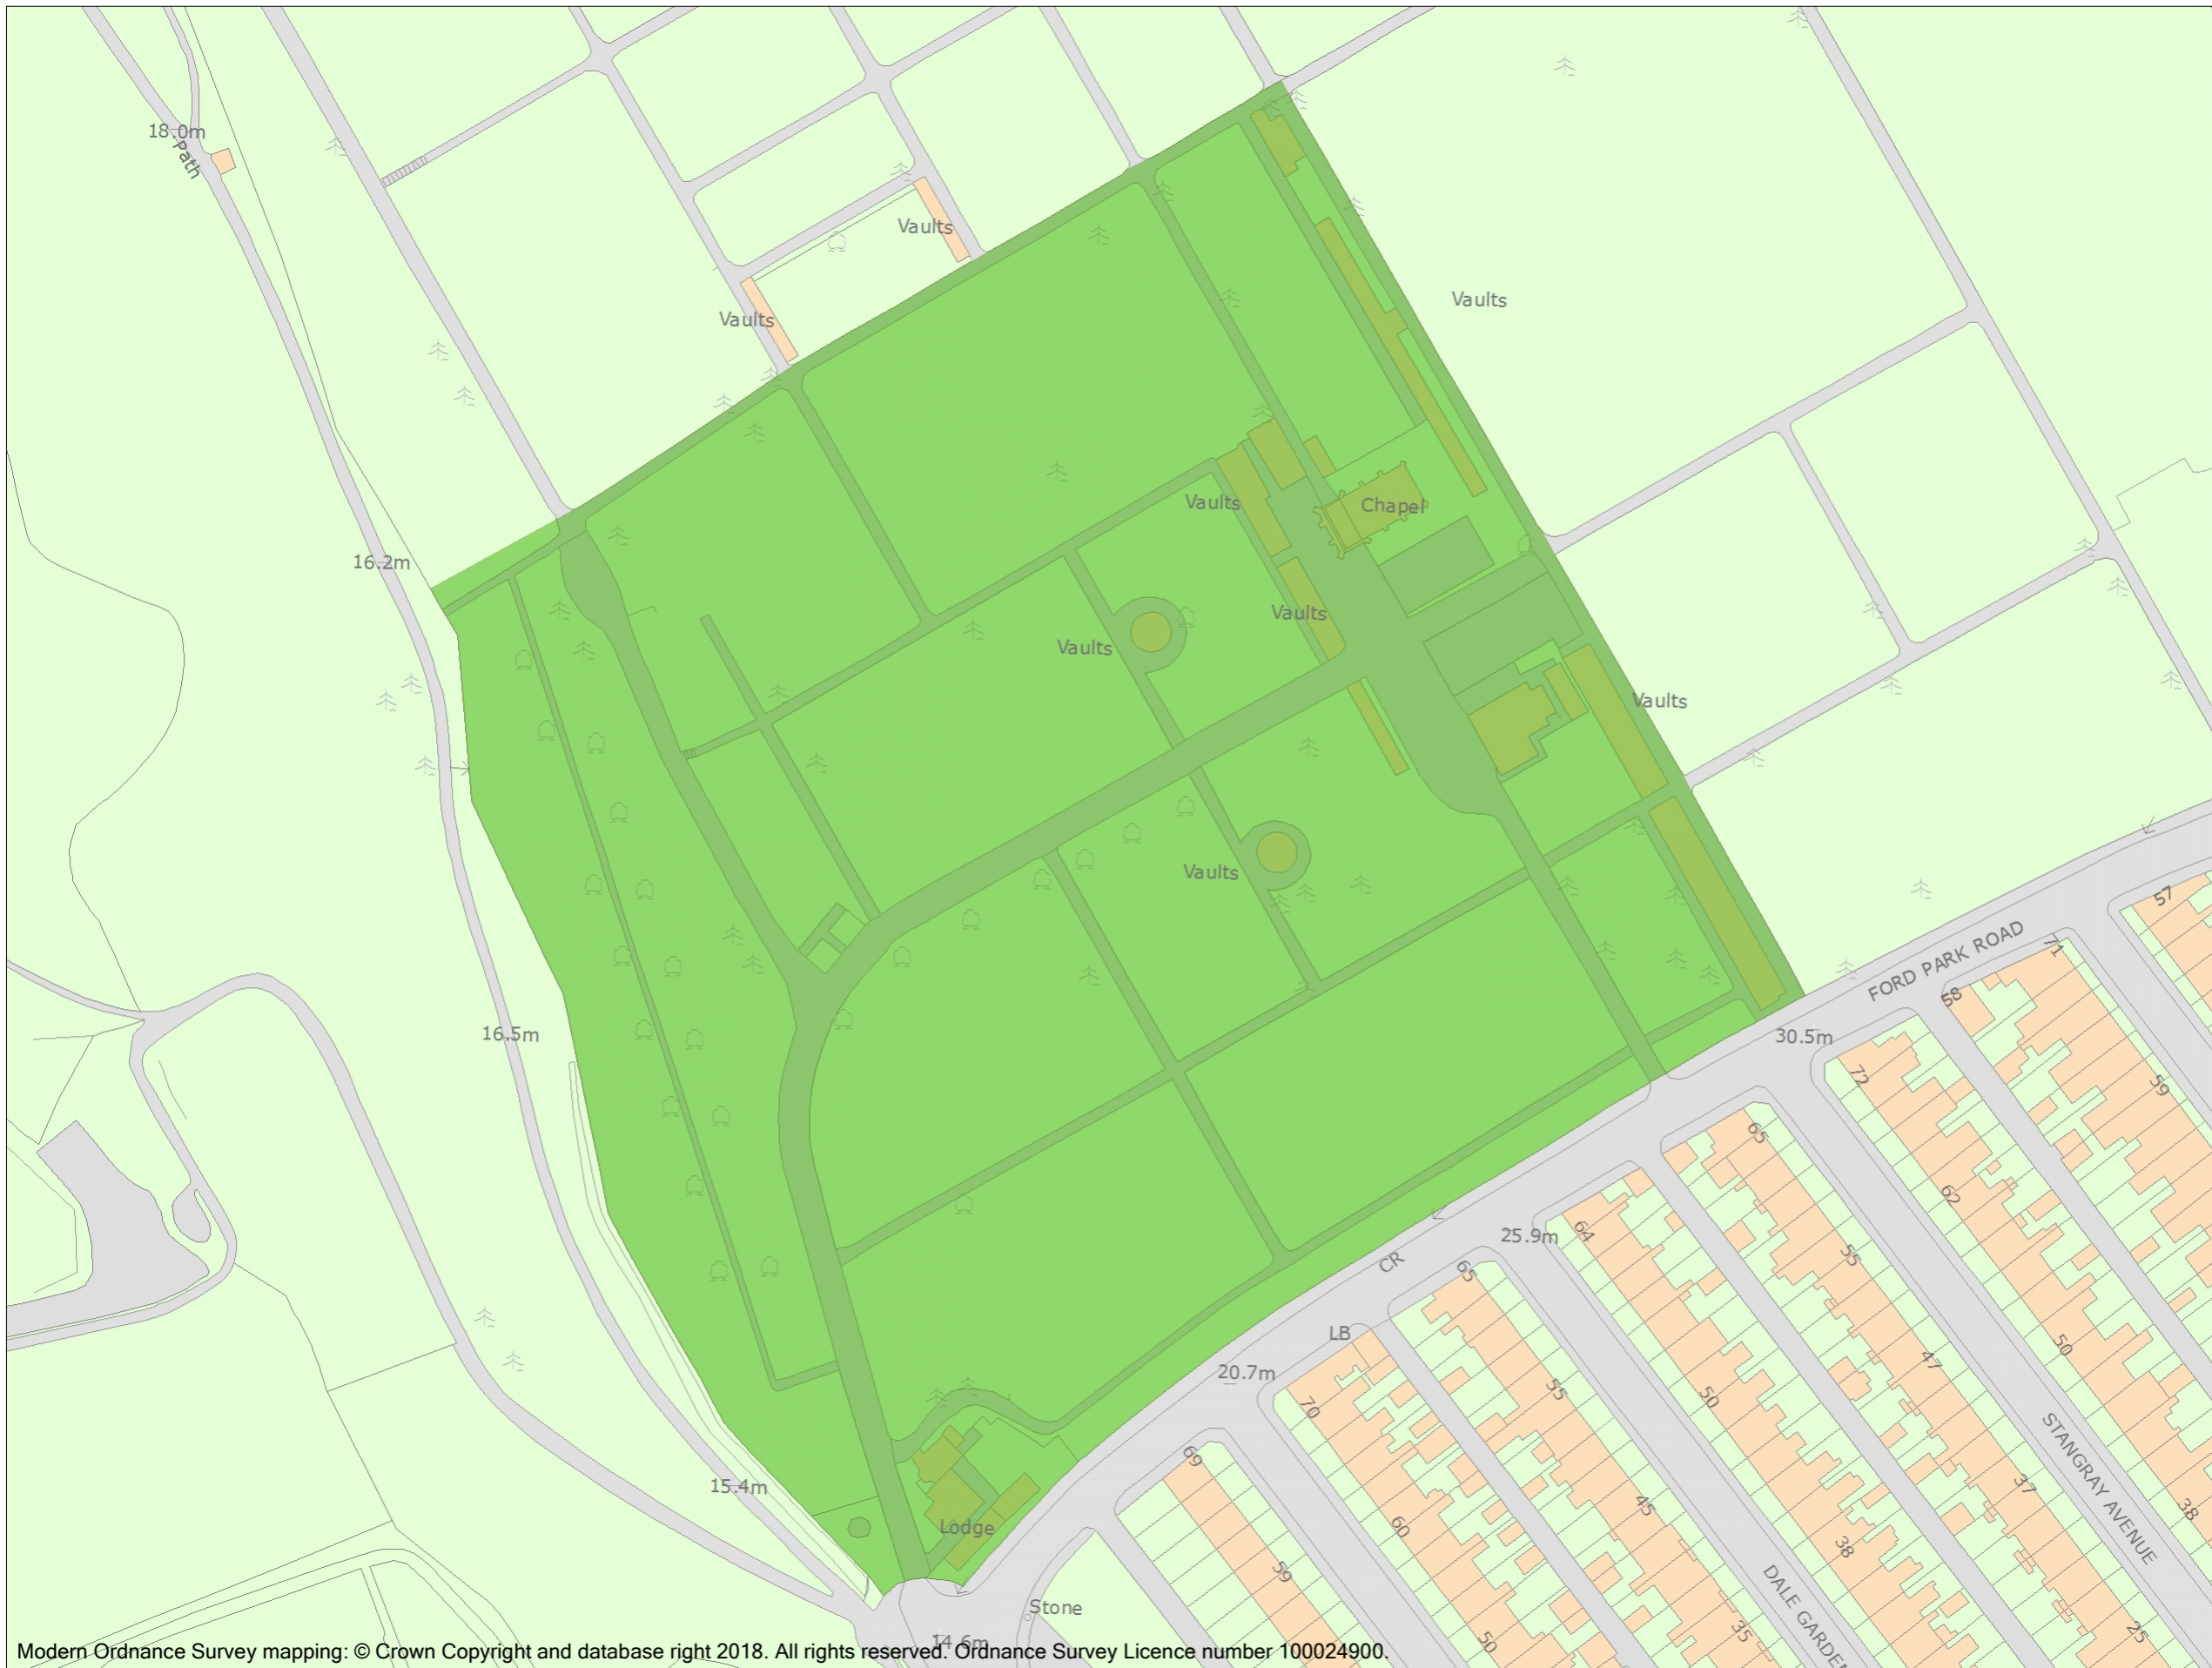 18.0m
Path
Vaults
Vaults
Vaults
Vaults
Chapel
16.2m
Vaults
Vaults
Vaults
Vaults
57
FORD PARK ROAD
71
58
16.5m
30.5m
72
59
65
62
25.9m
64
55
CR
65
LB
20.7m
50
47
70
55
50
STANGRAY AVENUE
69
15.4m
37
45
38
Lodge
60
38
59
DALE GARDEN
Stone
35
25
50
14.6m
Modern Ordnance Survey mapping: © Crown Copyright and database right 2018. All rights reserved. Ordnance Survey Licence number 100024900.